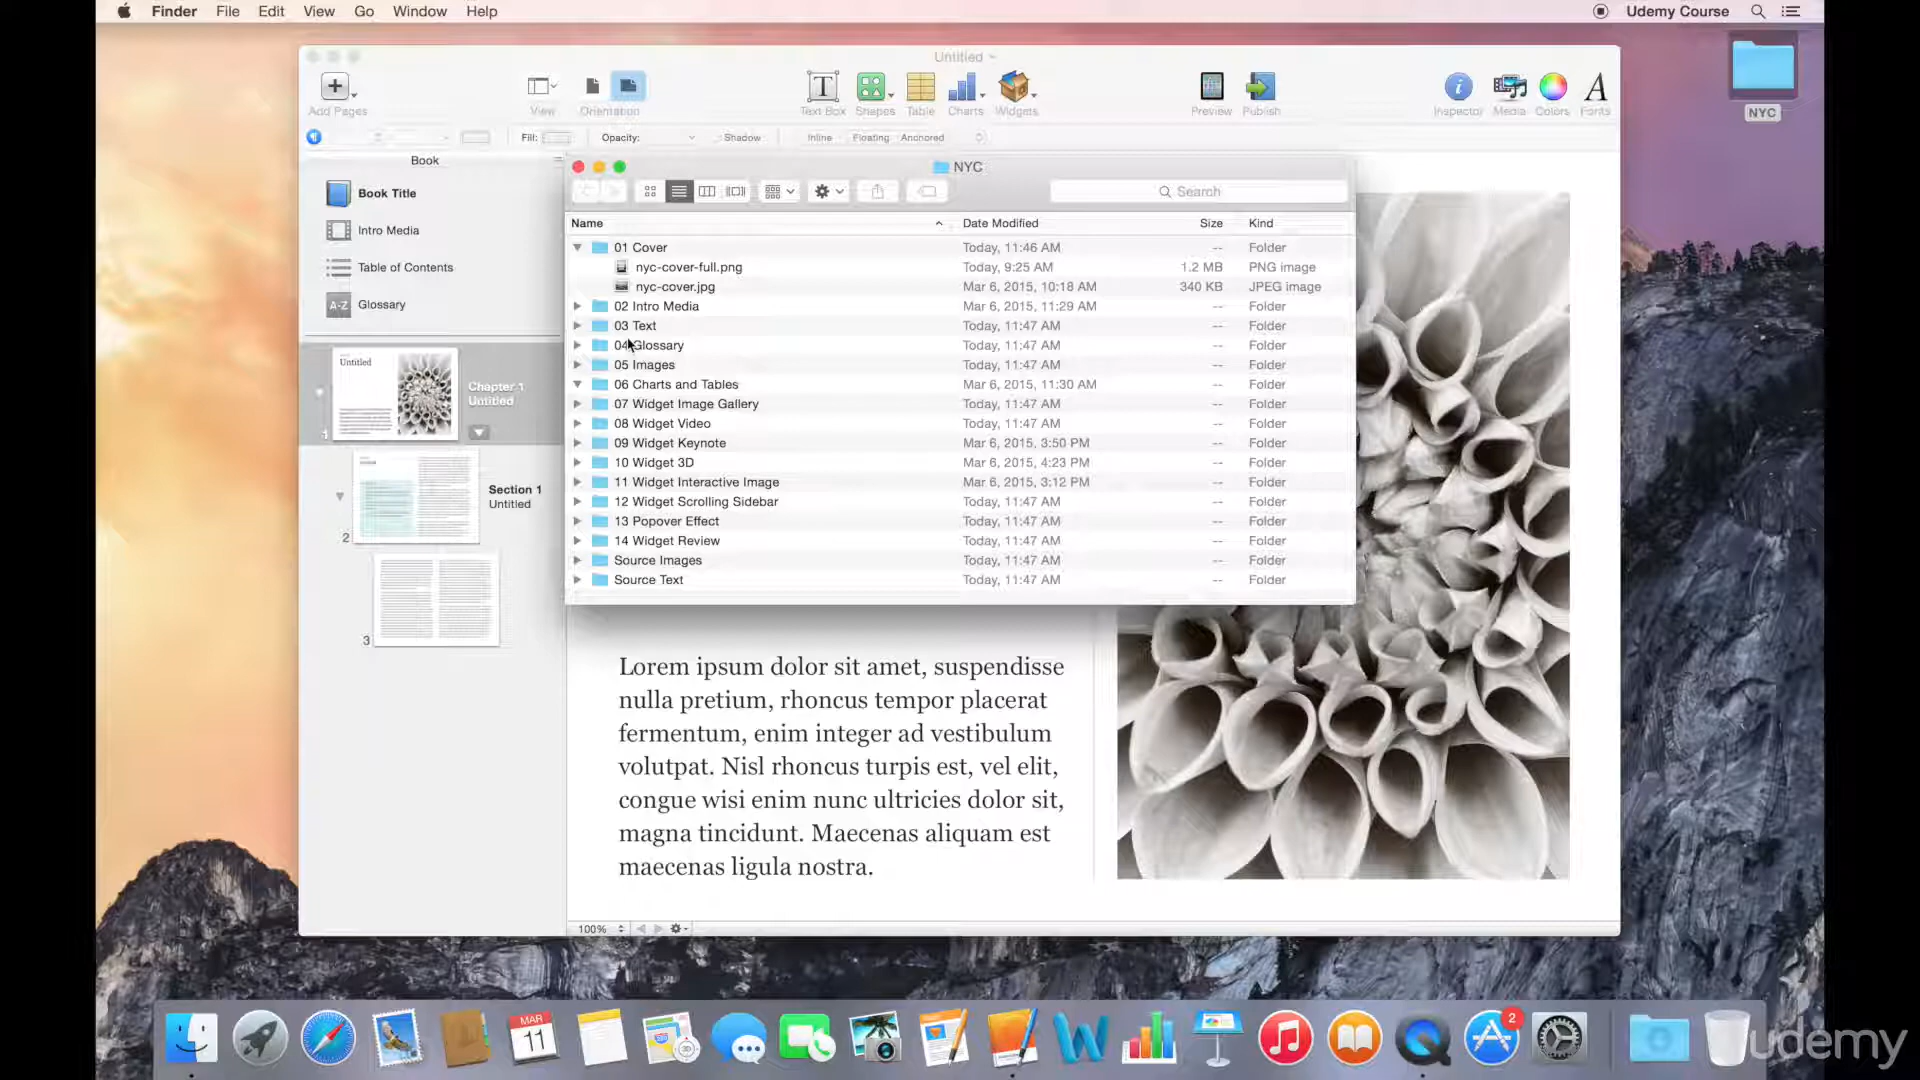 Finder File Edit View Go Window Help Udemy Course
Untitled
Add Pages View Orientation Text Box Shapes Table Charts Widgets Preview Publish Inspector Media Colors Fonts
NYC
Fill: Opacity: Shadow Inline Floating Anchored
Book
Book Title
Intro Media
Table of Contents
A-Z Glossary
Untitled
Chapter 1
Untitled
1
Section 1
Untitled
2
3
NYC
Search
Name Date Modified Size Kind
01 Cover Today, 11:46 AM -- Folder
nyc-cover-full.png Today, 9:25 AM 1.2 MB PNG image
nyc-cover.jpg Mar 6, 2015, 10:18 AM 340 KB JPEG image
02 Intro Media Mar 6, 2015, 11:29 AM -- Folder
03 Text Today, 11:47 AM -- Folder
04 Glossary Today, 11:47 AM -- Folder
05 Images Today, 11:47 AM -- Folder
06 Charts and Tables Mar 6, 2015, 11:30 AM -- Folder
07 Widget Image Gallery Today, 11:47 AM -- Folder
08 Widget Video Today, 11:47 AM -- Folder
09 Widget Keynote Mar 6, 2015, 3:50 PM -- Folder
10 Widget 3D Mar 6, 2015, 4:23 PM -- Folder
11 Widget Interactive Image Mar 6, 2015, 3:12 PM -- Folder
12 Widget Scrolling Sidebar Today, 11:47 AM -- Folder
13 Popover Effect Today, 11:47 AM -- Folder
14 Widget Review Today, 11:47 AM -- Folder
Source Images Today, 11:47 AM -- Folder
Source Text Today, 11:47 AM -- Folder
Lorem ipsum dolor sit amet, suspendisse
nulla pretium, rhoncus tempor placerat
fermentum, enim integer ad vestibulum
volutpat. Nisl rhoncus turpis est, vel elit,
congue wisi enim nunc ultricies dolor sit,
magna tincidunt. Maecenas aliquam est
maecenas ligula nostra.
100%
MAR
11
2
udemy